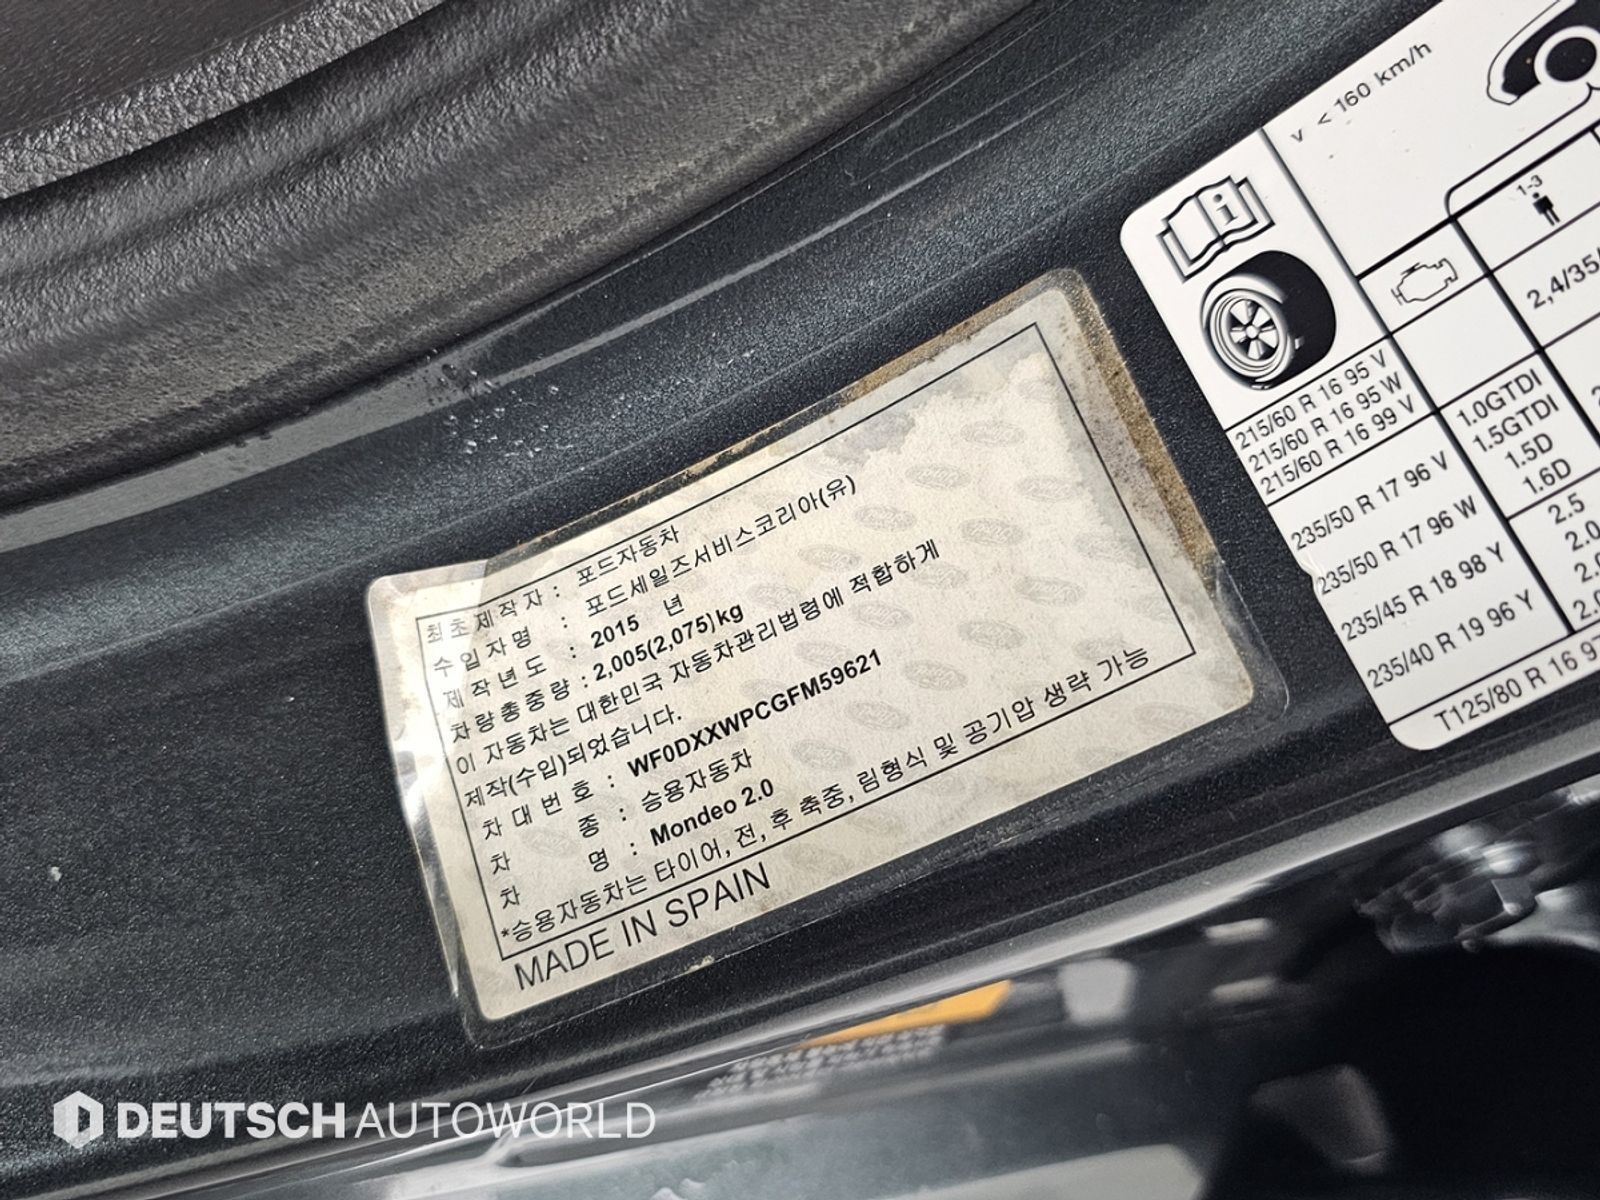 최초제작자 : 포드자동차
수입자명 : 포드세일즈서비스코리아(유)
제작년도 : 2015 년
차량총중량 : 2,005(2,075)kg
이 자동차는 대한민국 자동차관리법령에 적합하게
제작(수입)되었습니다.
차대번호 : WF0DXXWPCGFM59621
차 종 : 승용자동차
차 명 : Mondeo 2.0
*승용자동차는 타이어, 전, 후 축중, 림형식 및 공기압 생략 가능
MADE IN SPAIN
v < 160 km/h
1-3
2,4/35/
215/60 R 16 95 V
215/60 R 16 95 W
215/60 R 16 99 V
1.0GTDI
1.5GTDI
1.5D
1.6D
235/50 R 17 96 V
235/50 R 17 96 W
235/45 R 18 98 Y
235/40 R 19 96 Y
2.5
2.0
2.0
2.0
T125/80 R 16 97
DEUTSCH AUTOWORLD